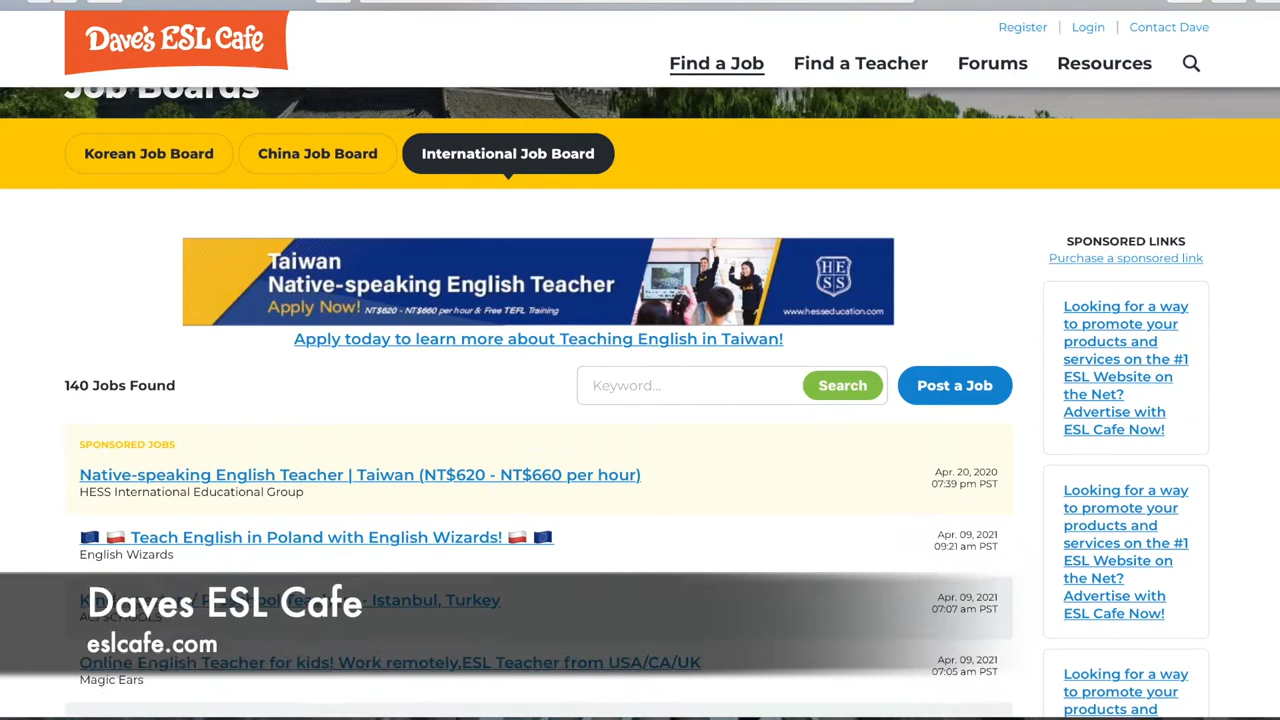 Dave's ESL Cafe
Register | Login | Contact Dave
Find a Job Find a Teacher Forums Resources
Job Boards
Korean Job Board China Job Board International Job Board
Taiwan
Native-speaking English Teacher
Apply Now! NT$620 - NT$660 per hour & Free TEFL Training
HESS
www.hesseducation.com
Apply today to learn more about Teaching English in Taiwan!
140 Jobs Found
Keyword... Search Post a Job
SPONSORED JOBS
Native-speaking English Teacher | Taiwan (NT$620 - NT$660 per hour)
HESS International Educational Group
Apr. 20, 2020
07:39 pm PST
Teach English in Poland with English Wizards!
English Wizards
Apr. 09, 2021
09:21 am PST
- Istanbul, Turkey
Apr. 09, 2021
07:07 am PST
Daves ESL Cafe
eslcafe.com
Online English Teacher for kids! Work remotely,ESL Teacher from USA/CA/UK
Magic Ears
Apr. 09, 2021
07:05 am PST
SPONSORED LINKS
Purchase a sponsored link
Looking for a way
to promote your
products and
services on the #1
ESL Website on
the Net?
Advertise with
ESL Cafe Now!
Looking for a way
to promote your
products and
services on the #1
ESL Website on
the Net?
Advertise with
ESL Cafe Now!
Looking for a way
to promote your
products and